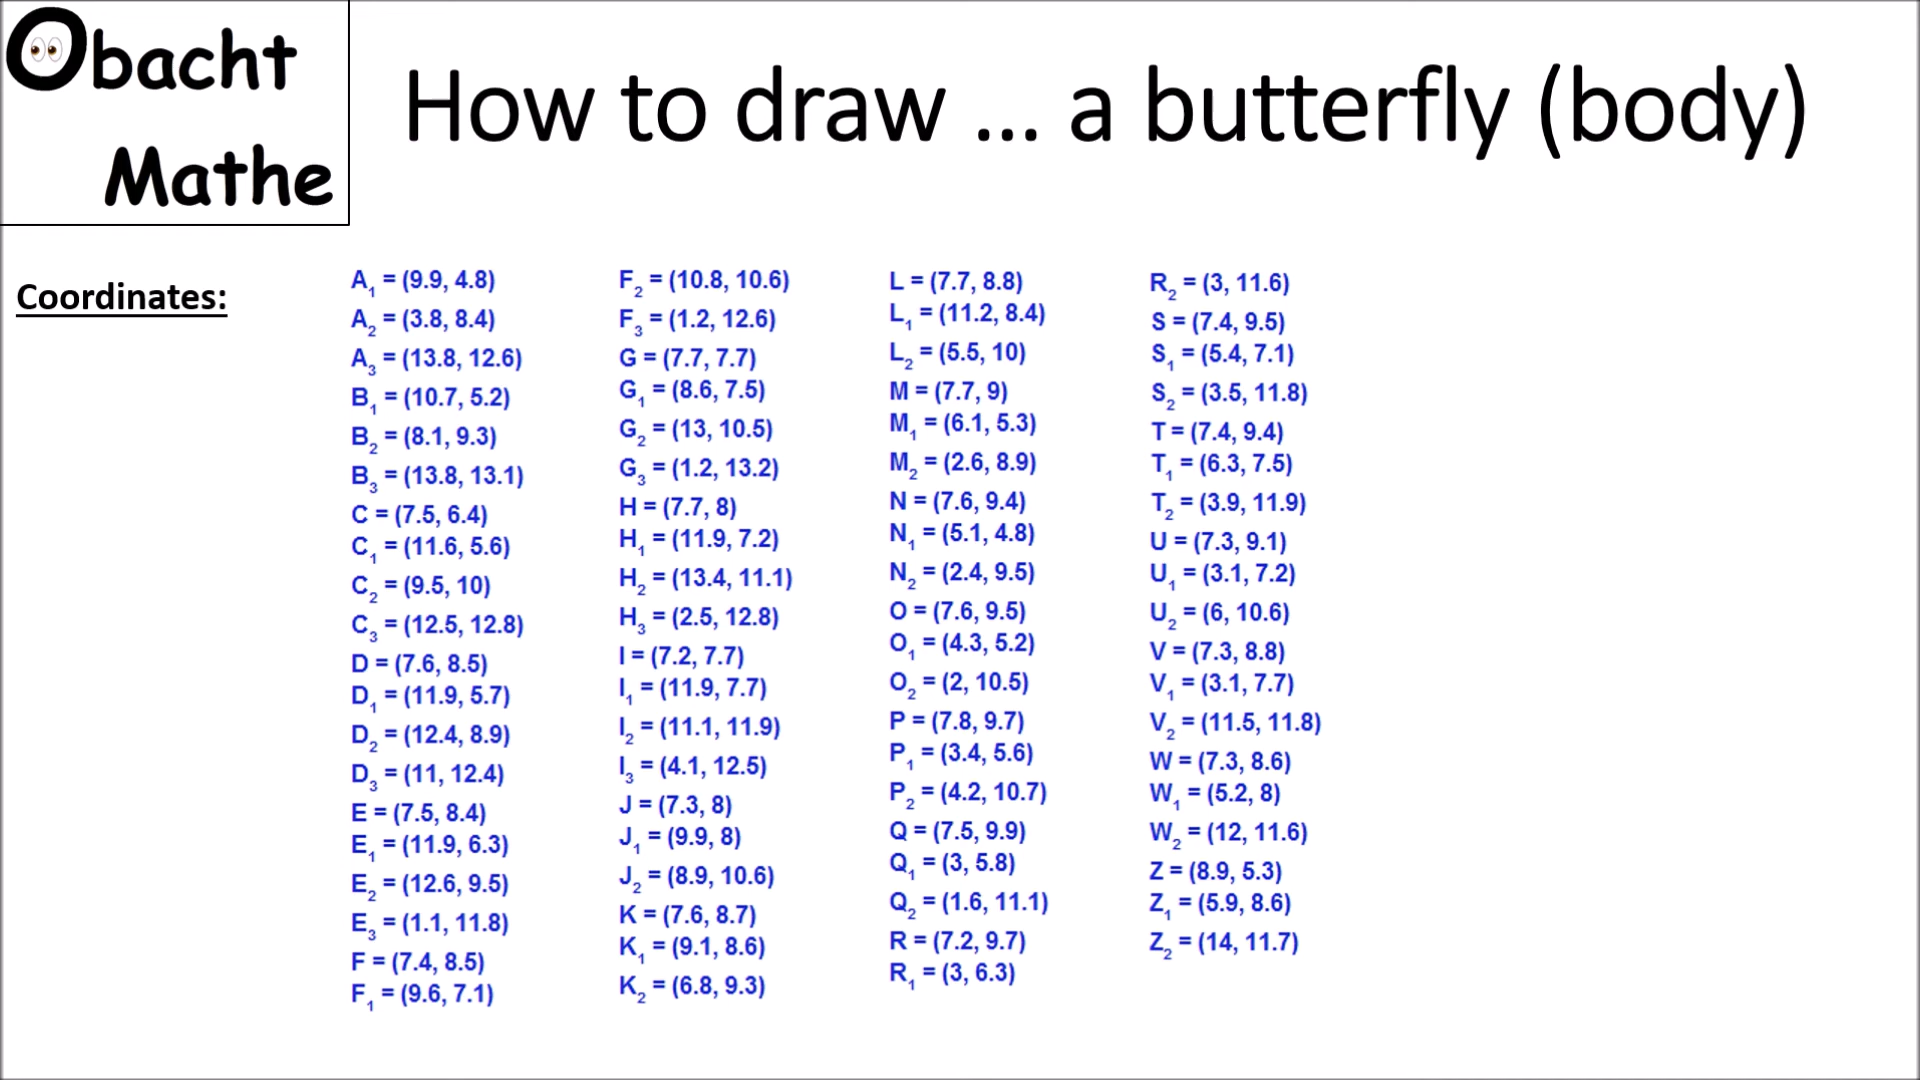 Obacht
Mathe
How to draw ... a butterfly (body)
Coordinates:
A₁ = (9.9, 4.8)
A₂ = (3.8, 8.4)
A₃ = (13.8, 12.6)
B₁ = (10.7, 5.2)
B₂ = (8.1, 9.3)
B₃ = (13.8, 13.1)
C = (7.5, 6.4)
C₁ = (11.6, 5.6)
C₂ = (9.5, 10)
C₃ = (12.5, 12.8)
D = (7.6, 8.5)
D₁ = (11.9, 5.7)
D₂ = (12.4, 8.9)
D₃ = (11, 12.4)
E = (7.5, 8.4)
E₁ = (11.9, 6.3)
E₂ = (12.6, 9.5)
E₃ = (1.1, 11.8)
F = (7.4, 8.5)
F₁ = (9.6, 7.1)
F₂ = (10.8, 10.6)
F₃ = (1.2, 12.6)
G = (7.7, 7.7)
G₁ = (8.6, 7.5)
G₂ = (13, 10.5)
G₃ = (1.2, 13.2)
H = (7.7, 8)
H₁ = (11.9, 7.2)
H₂ = (13.4, 11.1)
H₃ = (2.5, 12.8)
I = (7.2, 7.7)
I₁ = (11.9, 7.7)
I₂ = (11.1, 11.9)
I₃ = (4.1, 12.5)
J = (7.3, 8)
J₁ = (9.9, 8)
J₂ = (8.9, 10.6)
K = (7.6, 8.7)
K₁ = (9.1, 8.6)
K₂ = (6.8, 9.3)
L = (7.7, 8.8)
L₁ = (11.2, 8.4)
L₂ = (5.5, 10)
M = (7.7, 9)
M₁ = (6.1, 5.3)
M₂ = (2.6, 8.9)
N = (7.6, 9.4)
N₁ = (5.1, 4.8)
N₂ = (2.4, 9.5)
O = (7.6, 9.5)
O₁ = (4.3, 5.2)
O₂ = (2, 10.5)
P = (7.8, 9.7)
P₁ = (3.4, 5.6)
P₂ = (4.2, 10.7)
Q = (7.5, 9.9)
Q₁ = (3, 5.8)
Q₂ = (1.6, 11.1)
R = (7.2, 9.7)
R₁ = (3, 6.3)
R₂ = (3, 11.6)
S = (7.4, 9.5)
S₁ = (5.4, 7.1)
S₂ = (3.5, 11.8)
T = (7.4, 9.4)
T₁ = (6.3, 7.5)
T₂ = (3.9, 11.9)
U = (7.3, 9.1)
U₁ = (3.1, 7.2)
U₂ = (6, 10.6)
V = (7.3, 8.8)
V₁ = (3.1, 7.7)
V₂ = (11.5, 11.8)
W = (7.3, 8.6)
W₁ = (5.2, 8)
W₂ = (12, 11.6)
Z = (8.9, 5.3)
Z₁ = (5.9, 8.6)
Z₂ = (14, 11.7)